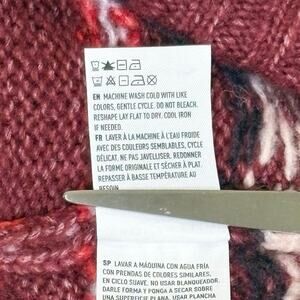 EN MACHINE WASH COLD WITH LIKE
COLORS, GENTLE CYCLE. DO NOT BLEACH.
RESHAPE LAY FLAT TO DRY. COOL IRON
IF NEEDED.
FR LAVER À LA MACHINE À L'EAU FROIDE
AVEC DES COULEURS SEMBLABLES, CYCLE
DÉLICAT. NE PAS JAVELLISER. REDONNER
LA FORME ORIGINALE ET SÉCHER À PLAT.
REPASSER À BASSE TEMPÉRATURE AU
BESOIN.
SP LAVAR A MÁQUINA CON AGUA FRÍA
CON PRENDAS DE COLORES SIMILARES,
EN CICLO SUAVE. NO USAR BLANQUEADOR.
DARLE FORMA Y PONGA A SECAR SOBRE
UNA SUPERFICIE PLANA. USAR PLANCHA